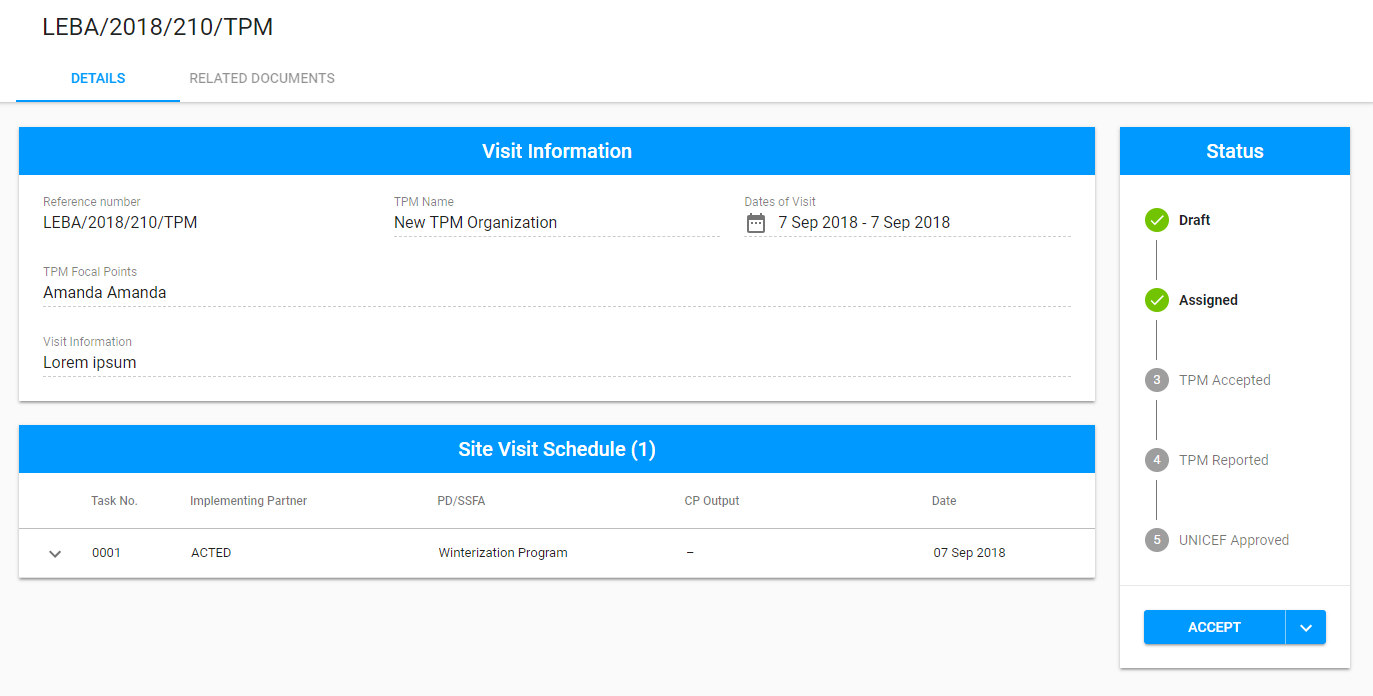 LEBA/2018/210/TPM
DETAILS RELATED DOCUMENTS
Visit Information
Reference number TPM Name Dates of Visit
LEBA/2018/210/TPM New TPM Organization 7 Sep 2018 - 7 Sep 2018
TPM Focal Points
Amanda Amanda
Visit Information
Lorem ipsum
Site Visit Schedule (1)
Task No. Implementing Partner PD/SSFA CP Output Date
0001 ACTED Winterization Program – 07 Sep 2018
Status
Draft
Assigned
3 TPM Accepted
4 TPM Reported
5 UNICEF Approved
ACCEPT